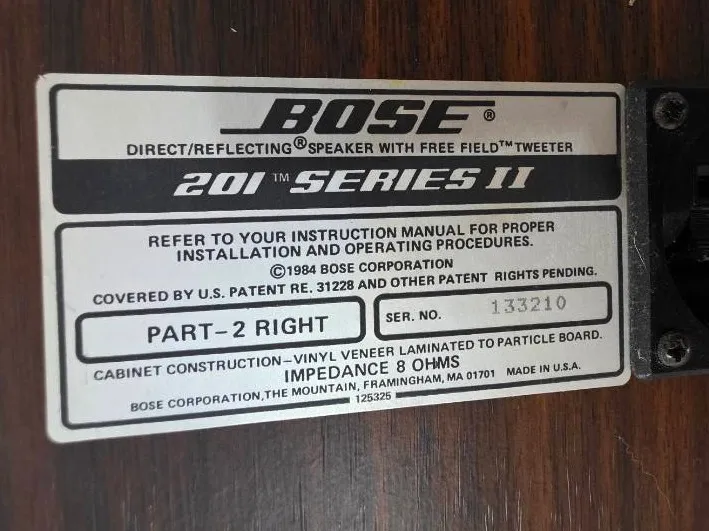 BOSE®
DIRECT/REFLECTING® SPEAKER WITH FREE FIELD™ TWEETER
201™ SERIES II
REFER TO YOUR INSTRUCTION MANUAL FOR PROPER
INSTALLATION AND OPERATING PROCEDURES.
©1984 BOSE CORPORATION
COVERED BY U.S. PATENT RE. 31228 AND OTHER PATENT RIGHTS PENDING.
PART-2 RIGHT
SER. NO. 133210
CABINET CONSTRUCTION-VINYL VENEER LAMINATED TO PARTICLE BOARD.
IMPEDANCE 8 OHMS
BOSE CORPORATION, THE MOUNTAIN, FRAMINGHAM, MA 01701 MADE IN U.S.A.
125325